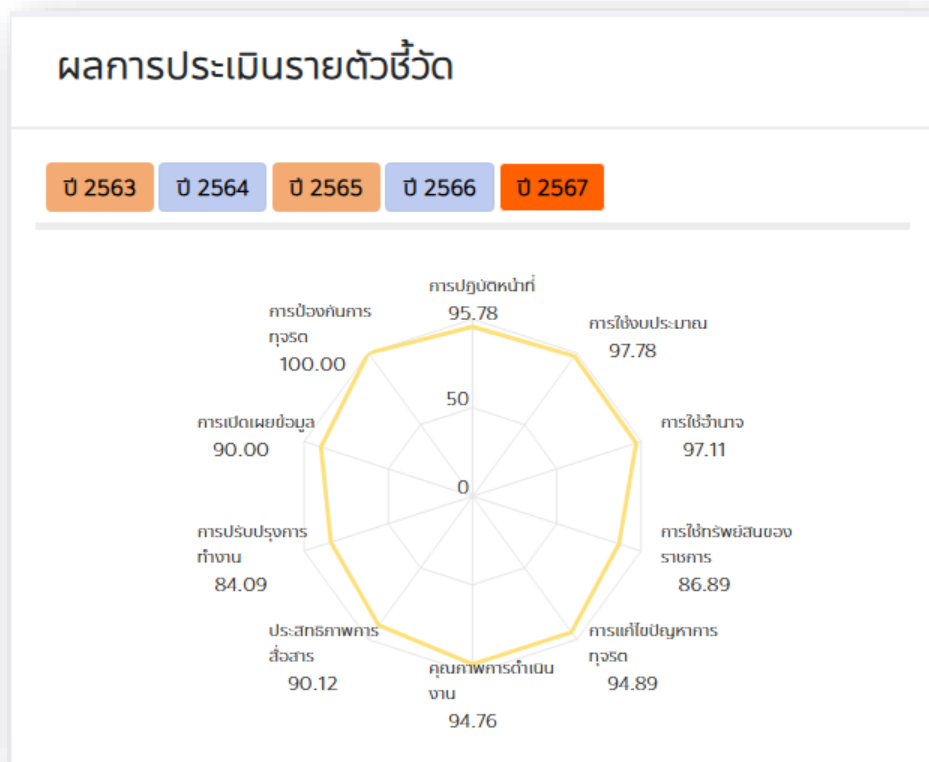 ผลการประเมินรายตัวชี้วัด
ปี 2563 ปี 2564 ปี 2565 ปี 2566 ปี 2567
การปฏิบัติหน้าที่
95.78
การใช้งบประมาณ
97.78
การใช้อำนาจ
97.11
การใช้ทรัพย์สินของ
ราชการ
86.89
การแก้ไขปัญหาการ
ทุจริต
94.89
คุณภาพการดำเนิน
งาน
94.76
ประสิทธิภาพการ
สื่อสาร
90.12
การปรับปรุงการ
ทำงาน
84.09
การเปิดเผยข้อมูล
90.00
การป้องกันการ
ทุจริต
100.00
50
0